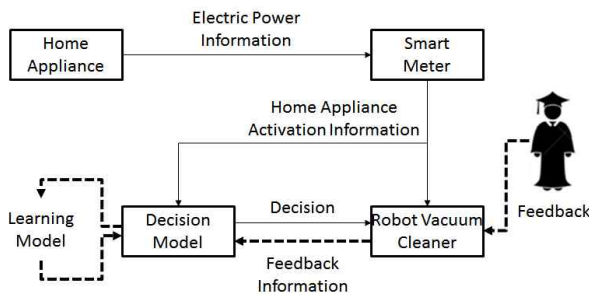 Electric Power
Information
Home
Appliance
Smart
Meter
Home Appliance
Activation Information
Learning
Model
Decision
Model
Decision
Robot Vacuum
Cleaner
Feedback
Feedback
Information